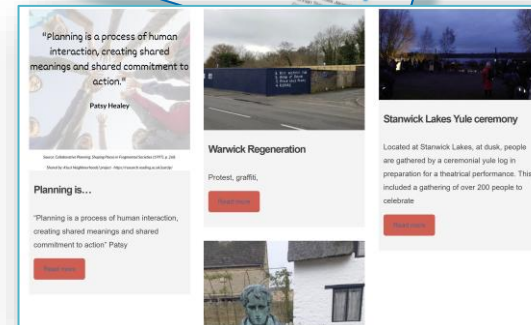 "Planning is a process of human
interaction, creating shared
meanings and shared commitment to
action."
Patsy Healey
Planning is...
"Planning is a process of human interaction,
creating shared meanings and shared
commitment to action" Patsy
Read more
Warwick Regeneration
Protest, graffiti,
Read more
Stanwick Lakes Yule ceremony
Located at Stanwick Lakes, at dusk, people
are gathered by a ceremonial yule log in
preparation for a theatrical performance. This
included a gathering of over 200 people to
celebrate
Read more